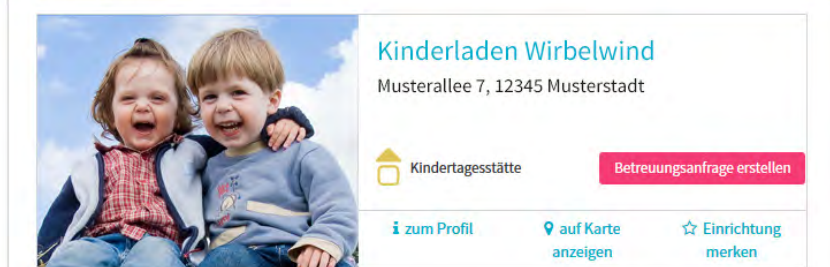 Kinderladen Wirbelwind
Musterallee 7, 12345 Musterstadt
Kindertagesstätte
Betreuungsanfrage erstellen
zum Profil
auf Karte
anzeigen
Einrichtung
merken